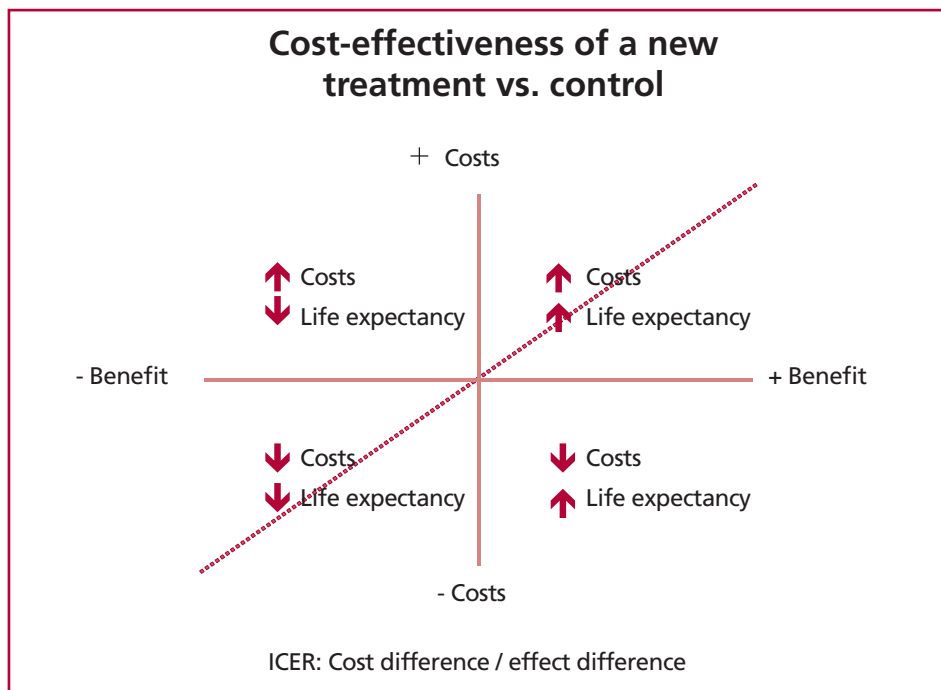 Cost-effectiveness of a new
treatment vs. control
+ Costs
↑ Costs
↓ Life expectancy
↑ Costs
↑ Life expectancy
- Benefit
+ Benefit
↓ Costs
↓ Life expectancy
↓ Costs
↑ Life expectancy
- Costs
ICER: Cost difference / effect difference